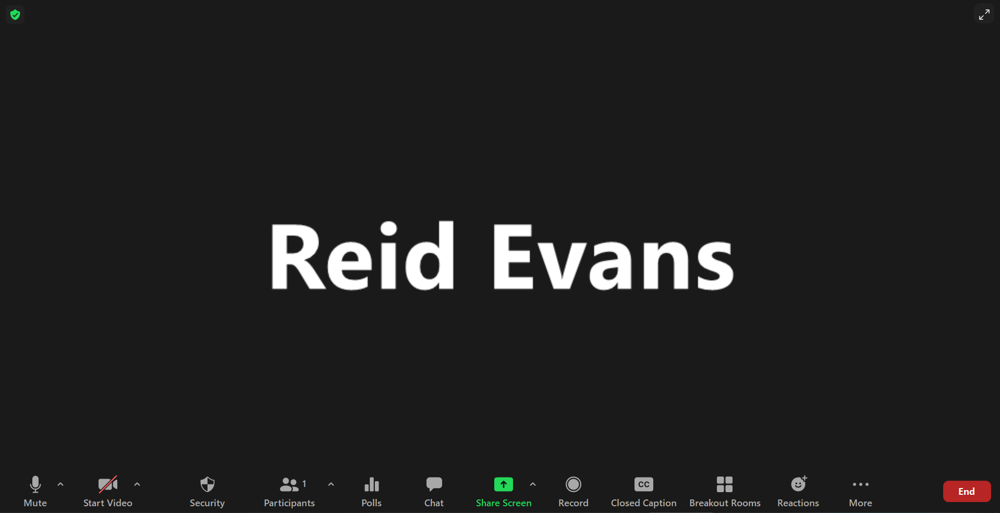 Reid Evans
1
Mute
Start Video
Security
Participants
Polls
Chat
Share Screen
Record
CC
Closed Caption
Breakout Rooms
Reactions
More
End